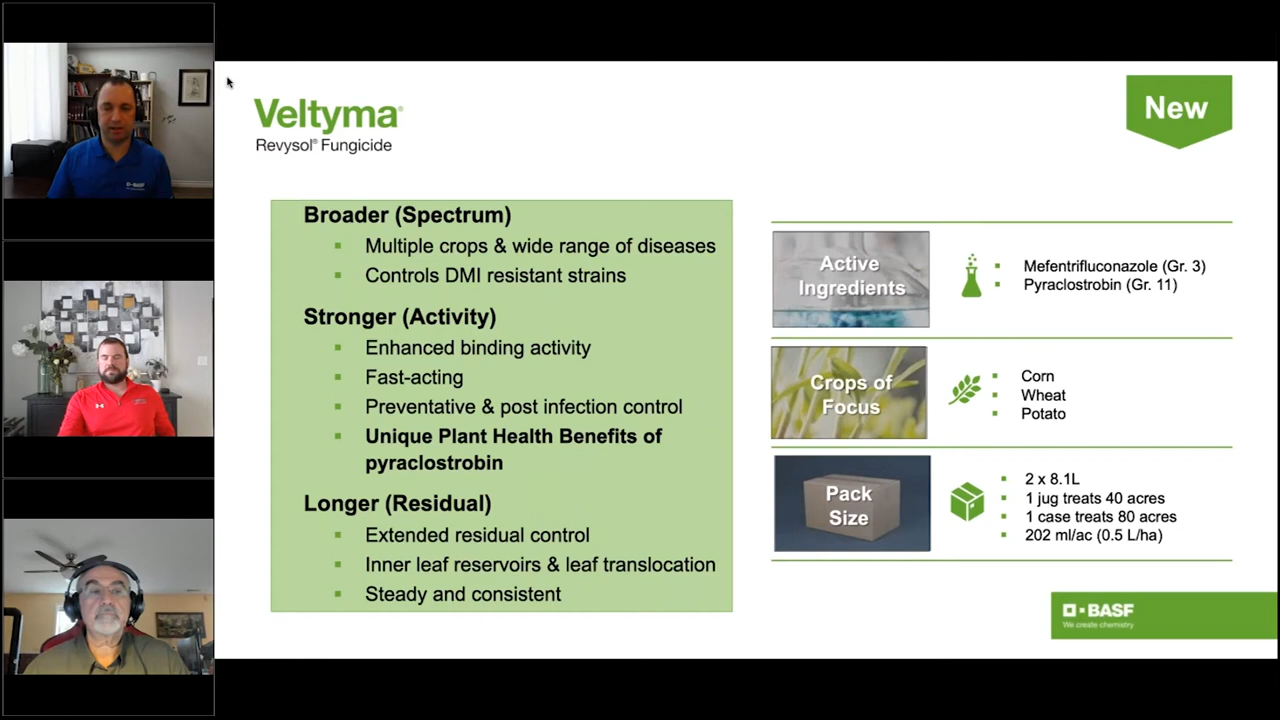 Veltyma®
Revysol® Fungicide
New
Broader (Spectrum)
Multiple crops & wide range of diseases
Controls DMI resistant strains
Stronger (Activity)
Enhanced binding activity
Fast-acting
Preventative & post infection control
Unique Plant Health Benefits of
pyraclostrobin
Longer (Residual)
Extended residual control
Inner leaf reservoirs & leaf translocation
Steady and consistent
Active
Ingredients
Mefentrifluconazole (Gr. 3)
Pyraclostrobin (Gr. 11)
Crops of
Focus
Corn
Wheat
Potato
Pack
Size
2 x 8.1L
1 jug treats 40 acres
1 case treats 80 acres
202 ml/ac (0.5 L/ha)
BASF
We create chemistry
BASF